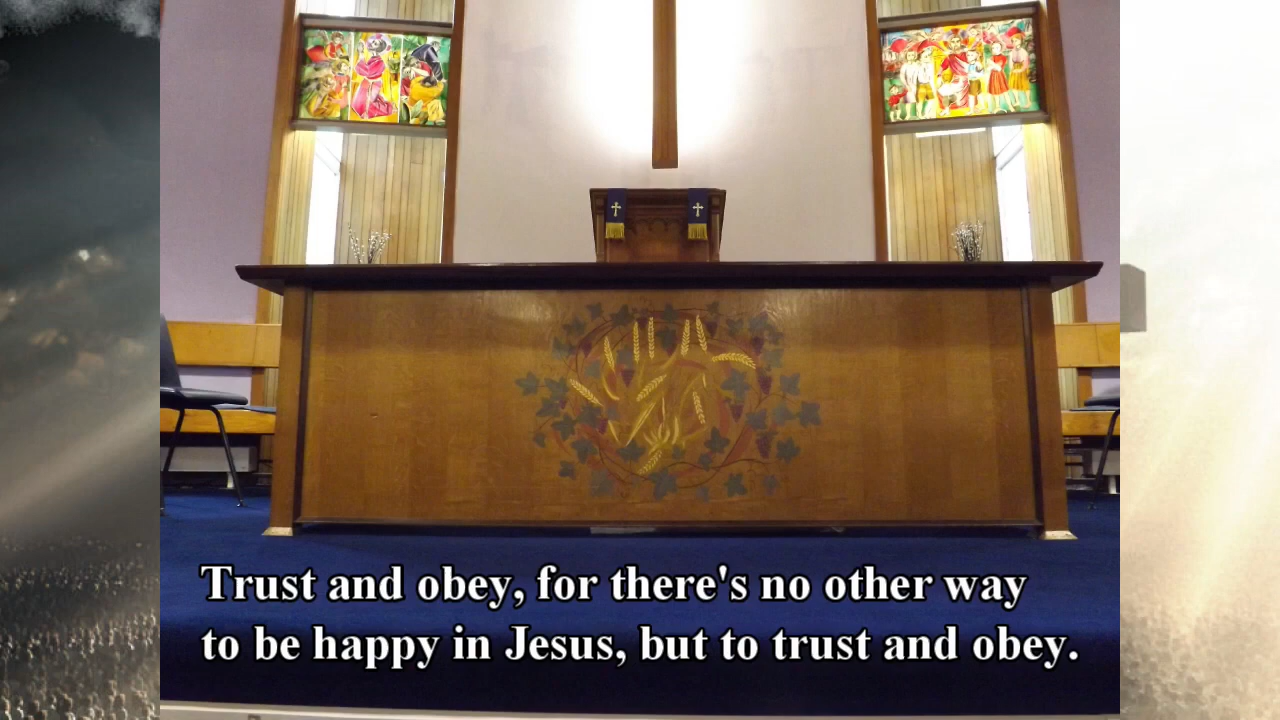 Trust and obey, for there's no other way
to be happy in Jesus, but to trust and obey.